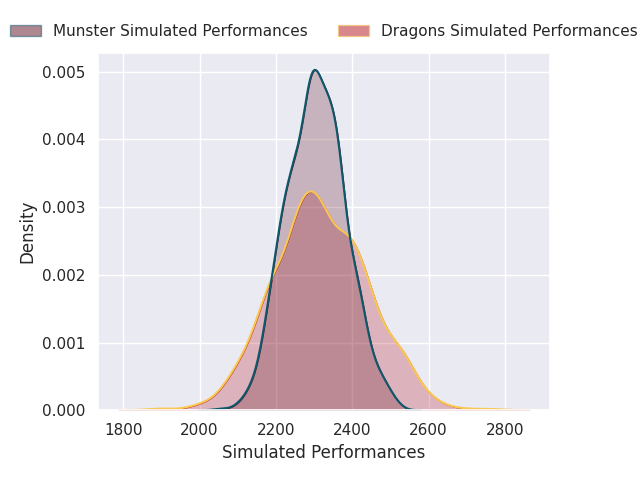 Munster Simulated Performances Dragons Simulated Performances
0.005
0.004
0.003
0.002
0.001
0.000
Density
1800 2000 2200 2400 2600 2800
Simulated Performances